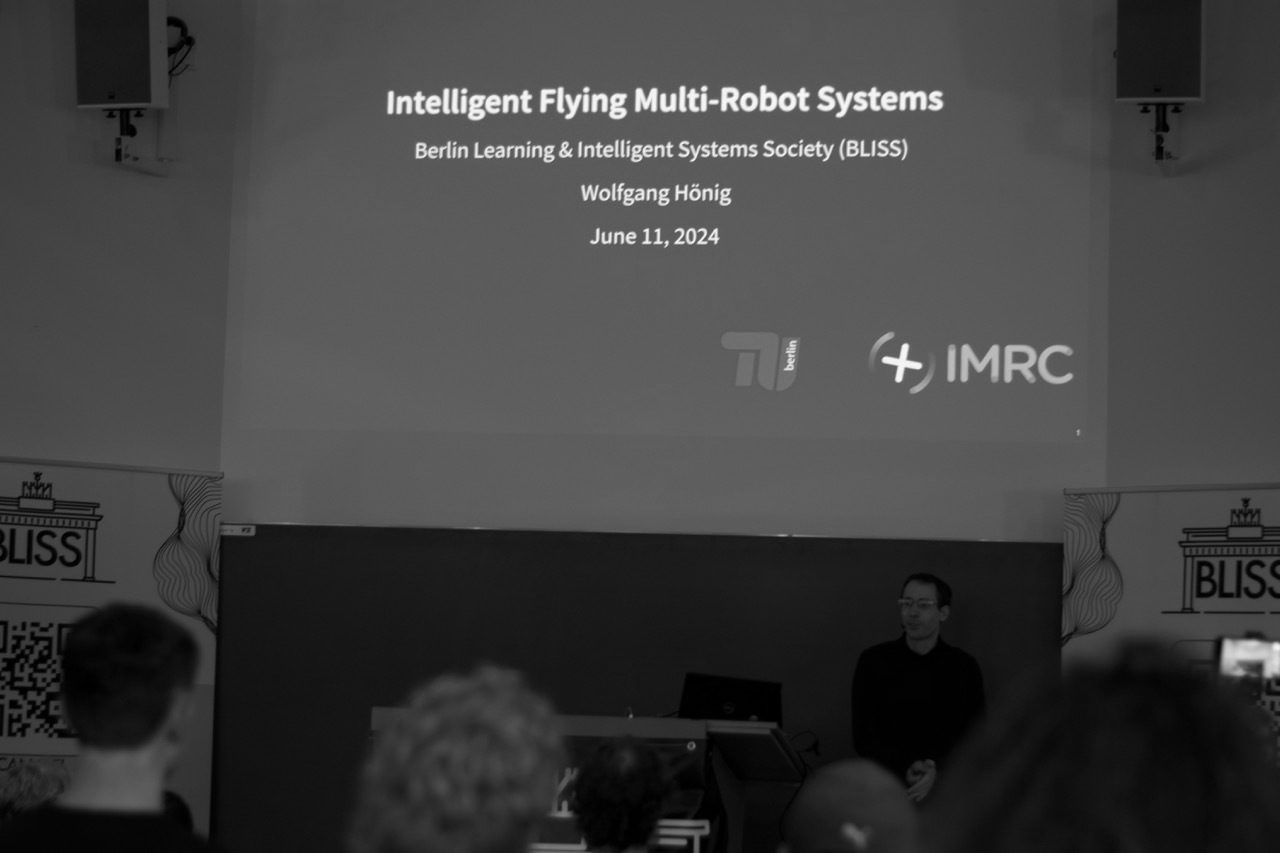 Intelligent Flying Multi-Robot Systems
Berlin Learning & Intelligent Systems Society (BLISS)
Wolfgang Hönig
June 11, 2024
berlin
IMRC
1
BLISS
BLISS